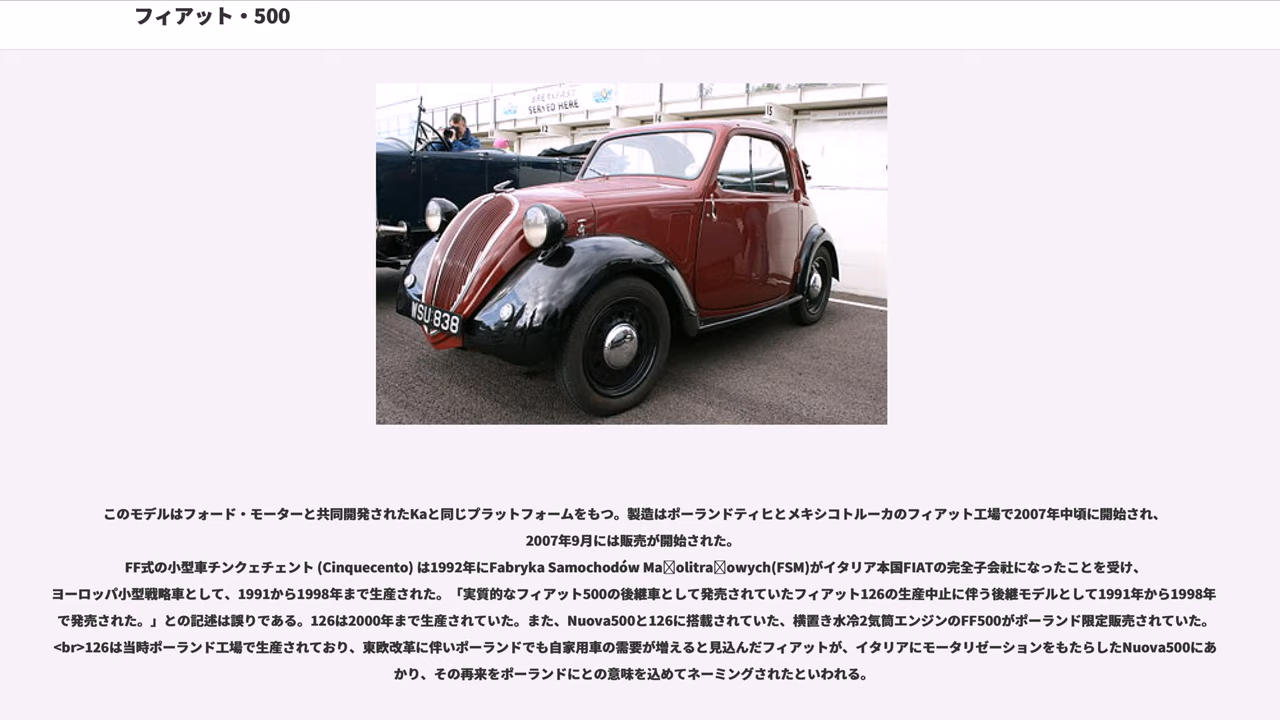 フィアット・500
BREAKFAST
SERVED HERE
15
12
WSU 838
このモデルはフォード・モーターと共同開発されたKaと同じプラットフォームをもつ。製造はポーランドティヒとメキシコトルーカのフィアット工場で2007年中頃に開始され、
2007年9月には販売が開始された。
FF式の小型車チンクェチェント (Cinquecento) は1992年にFabryka Samochodów Ma□olitra□owych(FSM)がイタリア本国FIATの完全子会社になったことを受け、
ヨーロッパ小型戦略車として、1991から1998年まで生産された。「実質的なフィアット500の後継車として発売されていたフィアット126の生産中止に伴う後継モデルとして1991年から1998年
で発売された。」との記述は誤りである。126は2000年まで生産されていた。また、Nuova500と126に搭載されていた、横置き水冷2気筒エンジンのFF500がポーランド限定販売されていた。
<br>126は当時ポーランド工場で生産されており、東欧改革に伴いポーランドでも自家用車の需要が増えると見込んだフィアットが、イタリアにモータリゼーションをもたらしたNuova500にあ
かり、その再来をポーランドにとの意味を込めてネーミングされたといわれる。